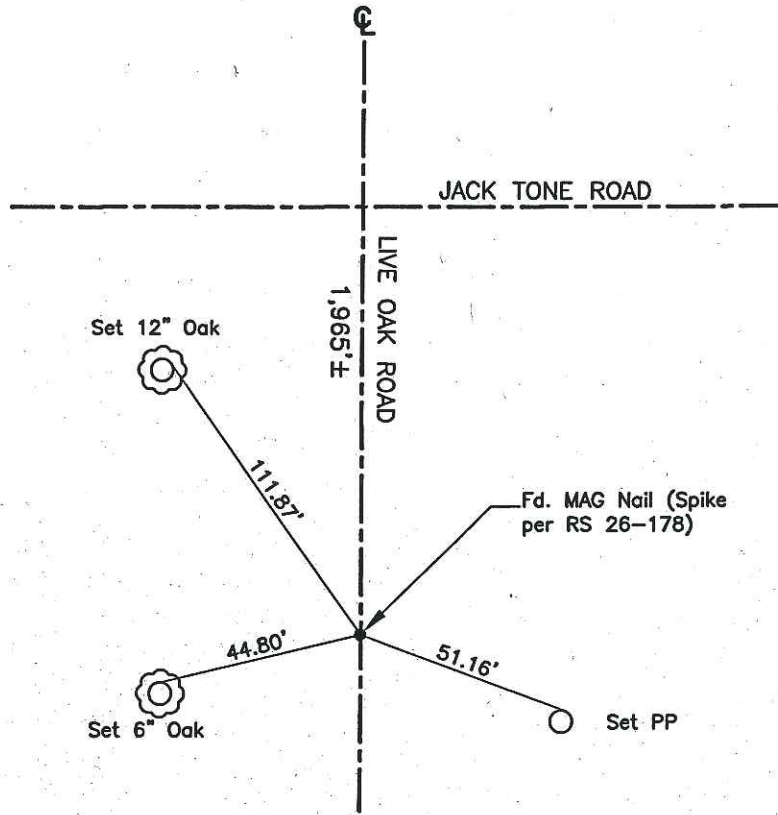 ℄
JACK TONE ROAD
LIVE OAK ROAD
1,965'±
Set 12" Oak
111.87'
Fd. MAG Nail (Spike
per RS 26-178)
44.80'
51.16'
Set 6" Oak
Set PP